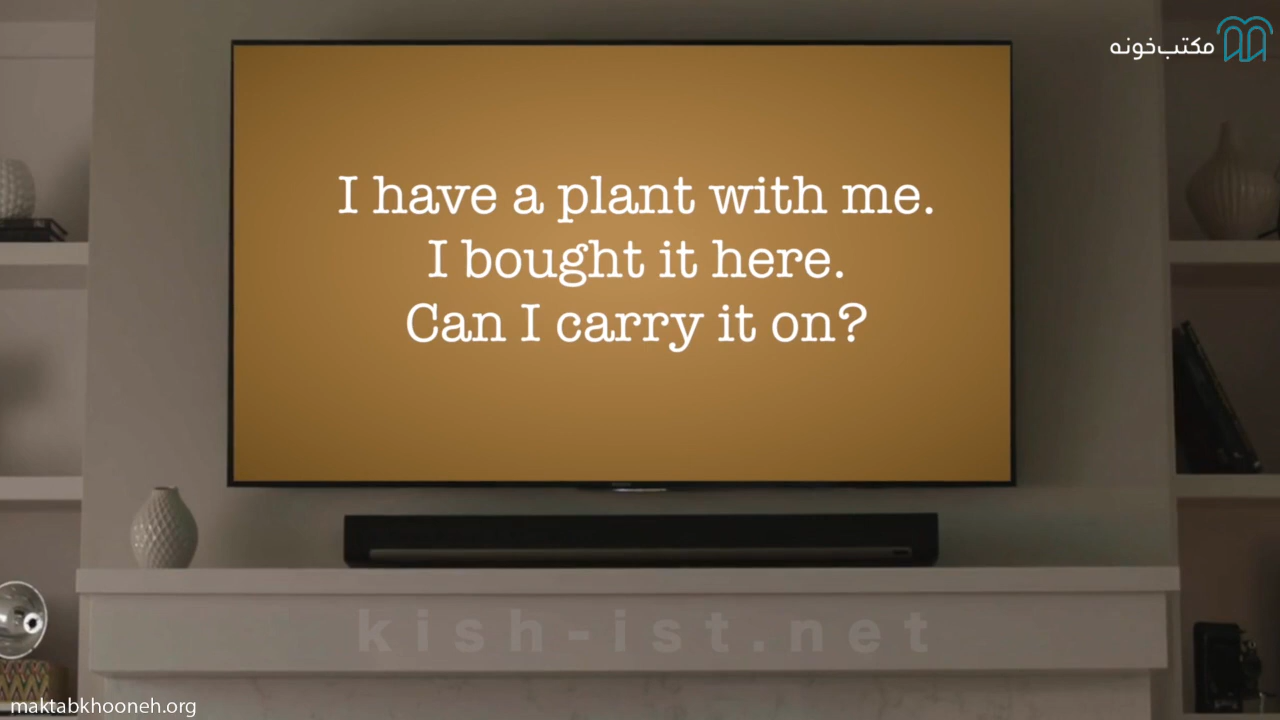 مکتب‌خونه
I have a plant with me.
I bought it here.
Can I carry it on?
kish-ist.net
maktabkhooneh.org